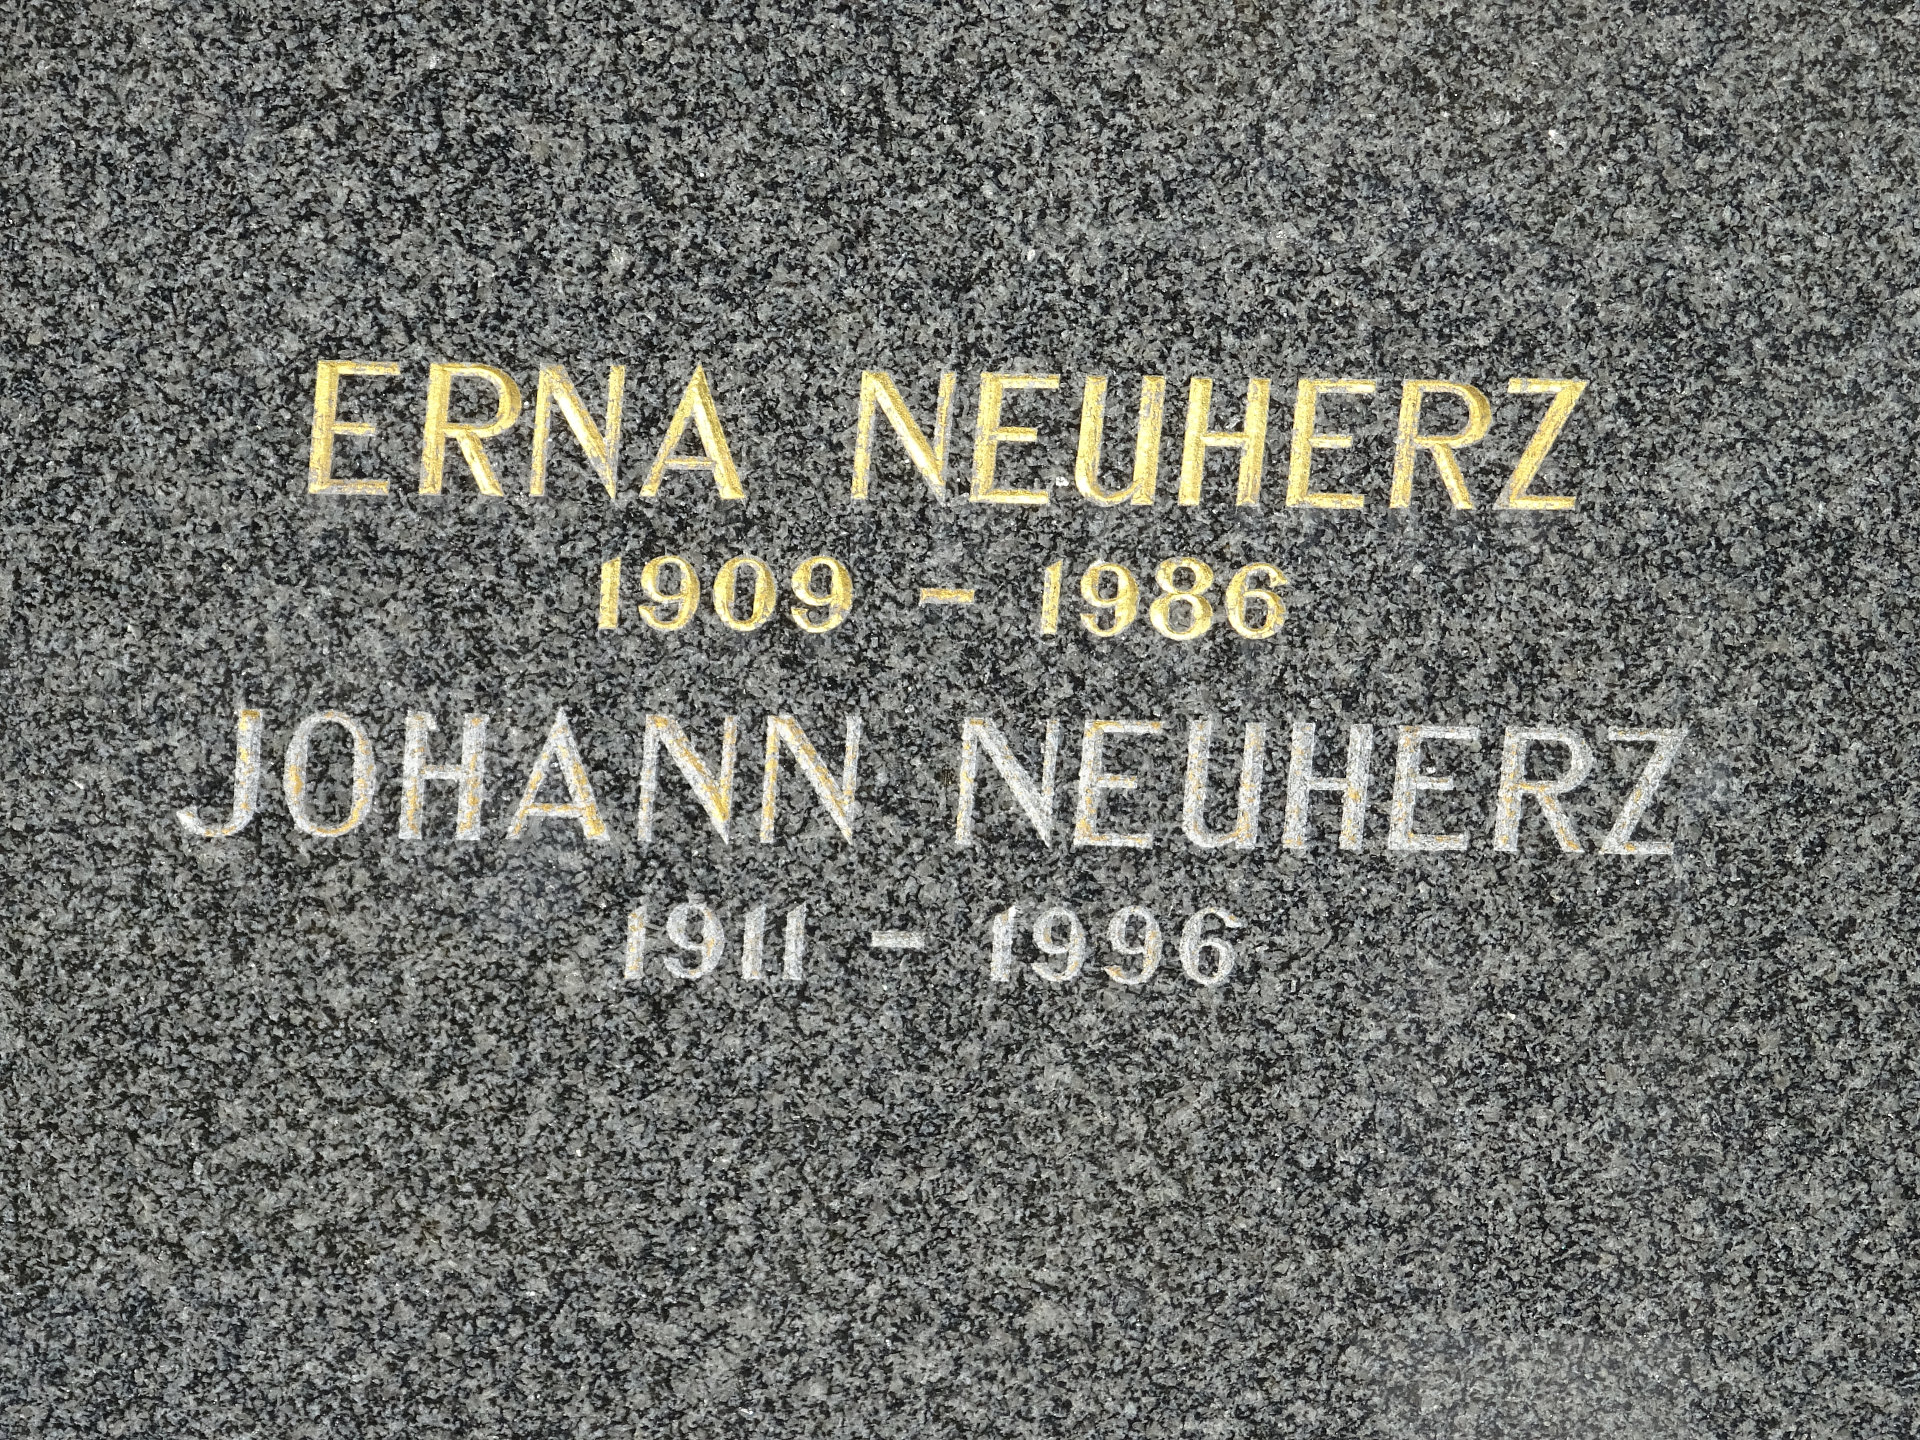 ERNA NEUHERZ
1909 - 1986
JOHANN NEUHERZ
1911 - 1996